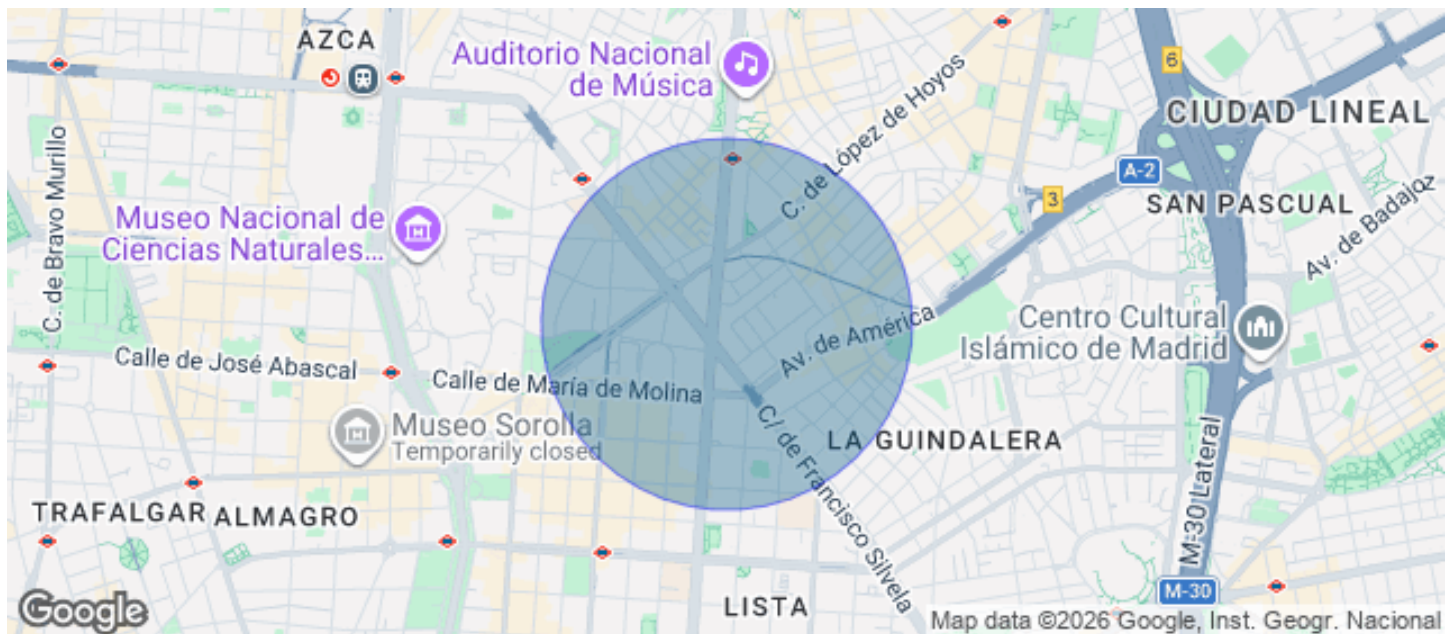 AZCA
Auditorio Nacional
de Música
C. de López de Hoyos
6
CIUDAD LINEAL
A-2
3
SAN PASCUAL
Av. de Badajoz
C. de Bravo Murillo
Museo Nacional de
Ciencias Naturales...
Centro Cultural
Islámico de Madrid
Av. de América
Calle de José Abascal
Calle de María de Molina
Museo Sorolla
Temporarily closed
C/ de Francisco Silvela
LA GUINDALERA
M-30 Lateral
TRAFALGAR
ALMAGRO
M-30
LISTA
Google
Map data ©2026 Google, Inst. Geogr. Nacional